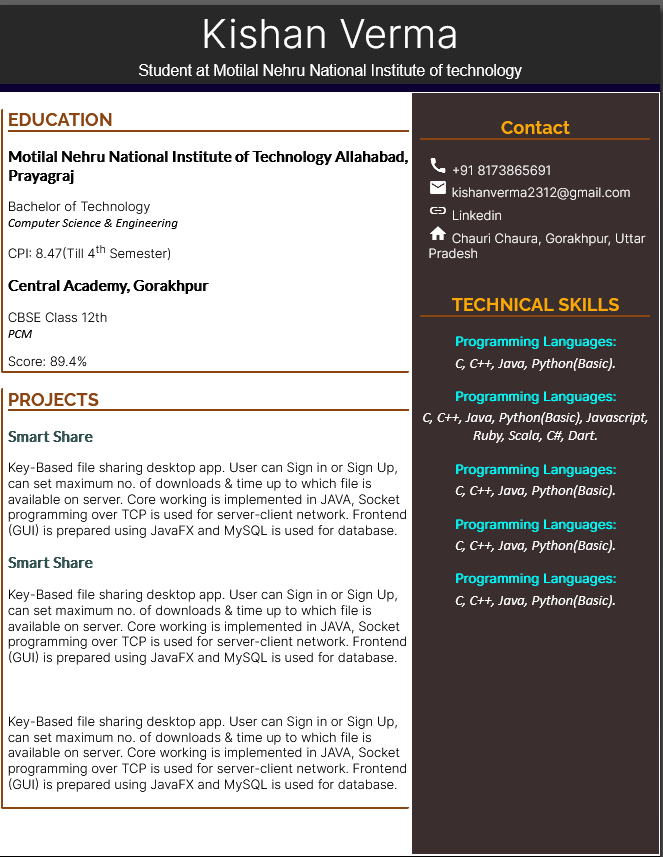 Kishan Verma
Student at Motilal Nehru National Institute of technology
EDUCATION
Motilal Nehru National Institute of Technology Allahabad,
Prayagraj
Bachelor of Technology
Computer Science & Engineering
CPI: 8.47(Till 4th Semester)
Central Academy, Gorakhpur
CBSE Class 12th
PCM
Score: 89.4%
PROJECTS
Smart Share
Key-Based file sharing desktop app. User can Sign in or Sign Up,
can set maximum no. of downloads & time up to which file is
available on server. Core working is implemented in JAVA, Socket
programming over TCP is used for server-client network. Frontend
(GUI) is prepared using JavaFX and MySQL is used for database.
Smart Share
Key-Based file sharing desktop app. User can Sign in or Sign Up,
can set maximum no. of downloads & time up to which file is
available on server. Core working is implemented in JAVA, Socket
programming over TCP is used for server-client network. Frontend
(GUI) is prepared using JavaFX and MySQL is used for database.
Key-Based file sharing desktop app. User can Sign in or Sign Up,
can set maximum no. of downloads & time up to which file is
available on server. Core working is implemented in JAVA, Socket
programming over TCP is used for server-client network. Frontend
(GUI) is prepared using JavaFX and MySQL is used for database.
Contact
+91 8173865691
kishanverma2312@gmail.com
Linkedin
Chauri Chaura, Gorakhpur, Uttar
Pradesh
TECHNICAL SKILLS
Programming Languages:
C, C++, Java, Python(Basic).
Programming Languages:
C, C++, Java, Python(Basic), Javascript,
Ruby, Scala, C#, Dart.
Programming Languages:
C, C++, Java, Python(Basic).
Programming Languages:
C, C++, Java, Python(Basic).
Programming Languages:
C, C++, Java, Python(Basic).